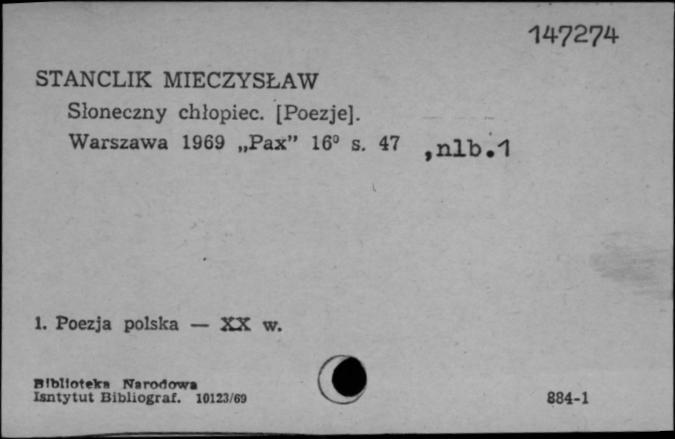 147274
STANCLIK MIECZYSŁAW
Słoneczny chłopiec. [Poezje].
Warszawa 1969 „Pax” 16⁰ s. 47 ,nlb.1
1. Poezja polska — XX w.
Biblioteka Narodowa
Isntytut Bibliograf. 10123/69
884-1